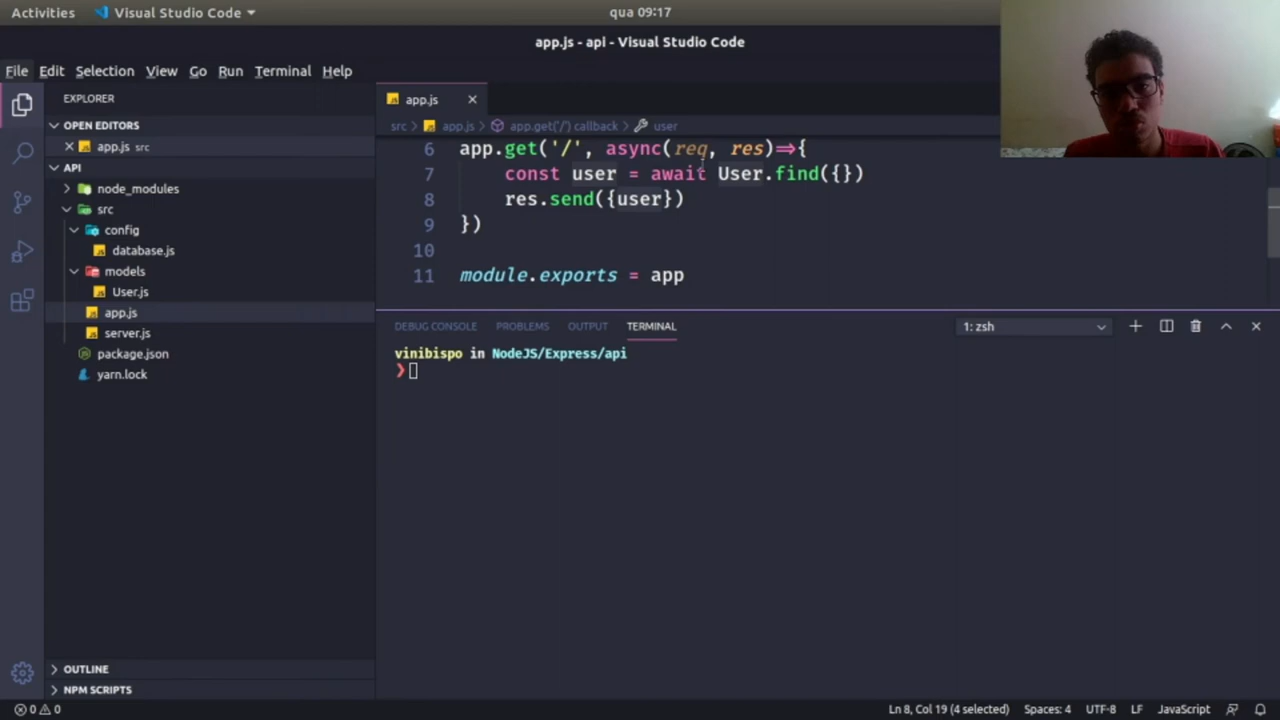 Activities
Visual Studio Code
qua 09:17
app.js - api - Visual Studio Code
File Edit Selection View Go Run Terminal Help
EXPLORER
OPEN EDITORS
app.js src
API
node_modules
src
config
database.js
models
User.js
app.js
server.js
package.json
yarn.lock
OUTLINE
NPM SCRIPTS
app.js
src > app.js > app.get('/') callback > user
6 app.get('/', async(req, res)=>{
7 const user = await User.find({})
8 res.send({user})
9 })
10
11 module.exports = app
DEBUG CONSOLE PROBLEMS OUTPUT TERMINAL
1: zsh
vinibispo in NodeJS/Express/api
❯
0 0
Ln 8, Col 19 (4 selected) Spaces: 4 UTF-8 LF JavaScript